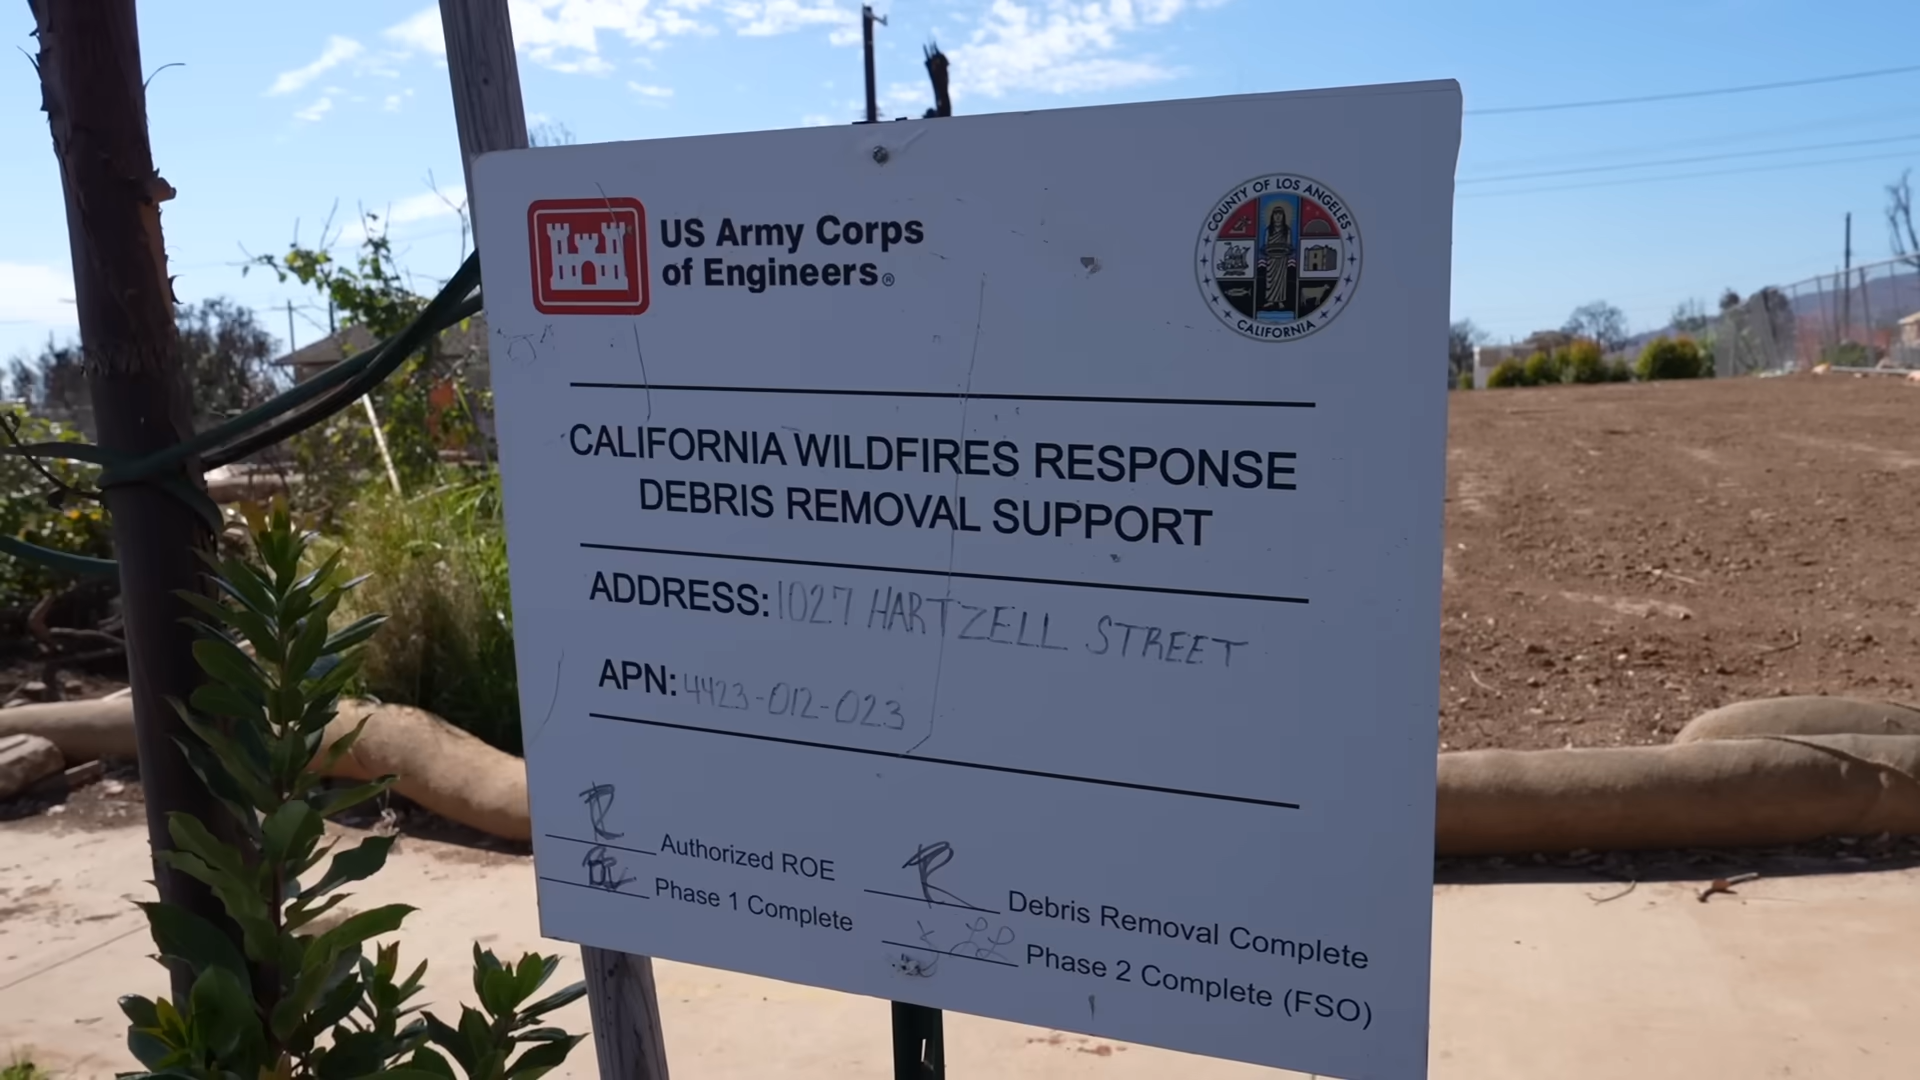 US Army Corps
of Engineers®
COUNTY OF LOS ANGELES
CALIFORNIA
CALIFORNIA WILDFIRES RESPONSE
DEBRIS REMOVAL SUPPORT
ADDRESS: 1027 HARTZELL STREET
APN: 4423-012-023
Authorized ROE
Debris Removal Complete
Phase 1 Complete
Phase 2 Complete (FSO)